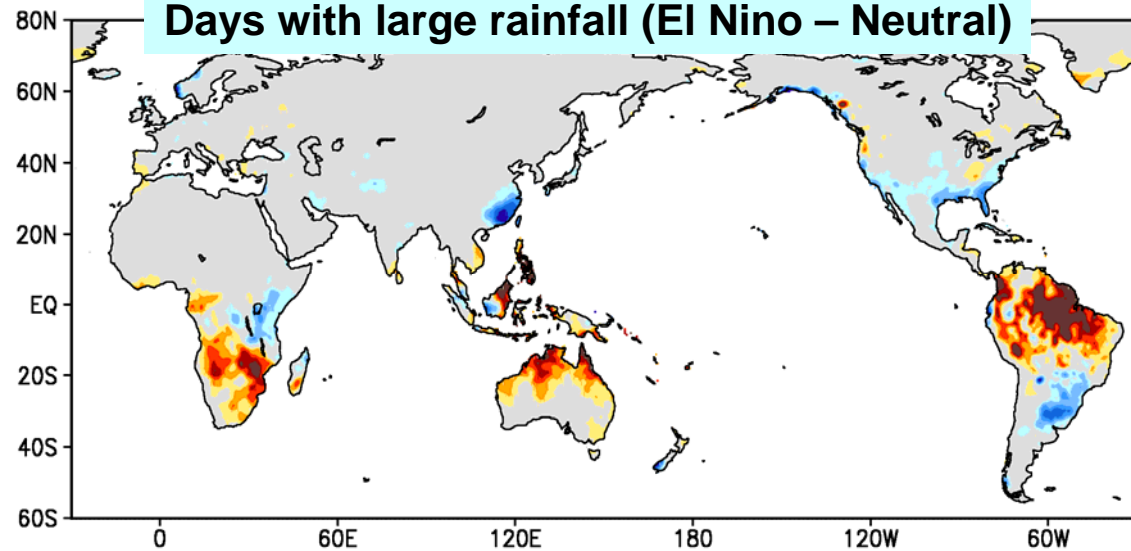 Days with large rainfall (El Nino – Neutral)
80N
60N
40N
20N
EQ
20S
40S
60S
0 60E 120E 180 120W 60W